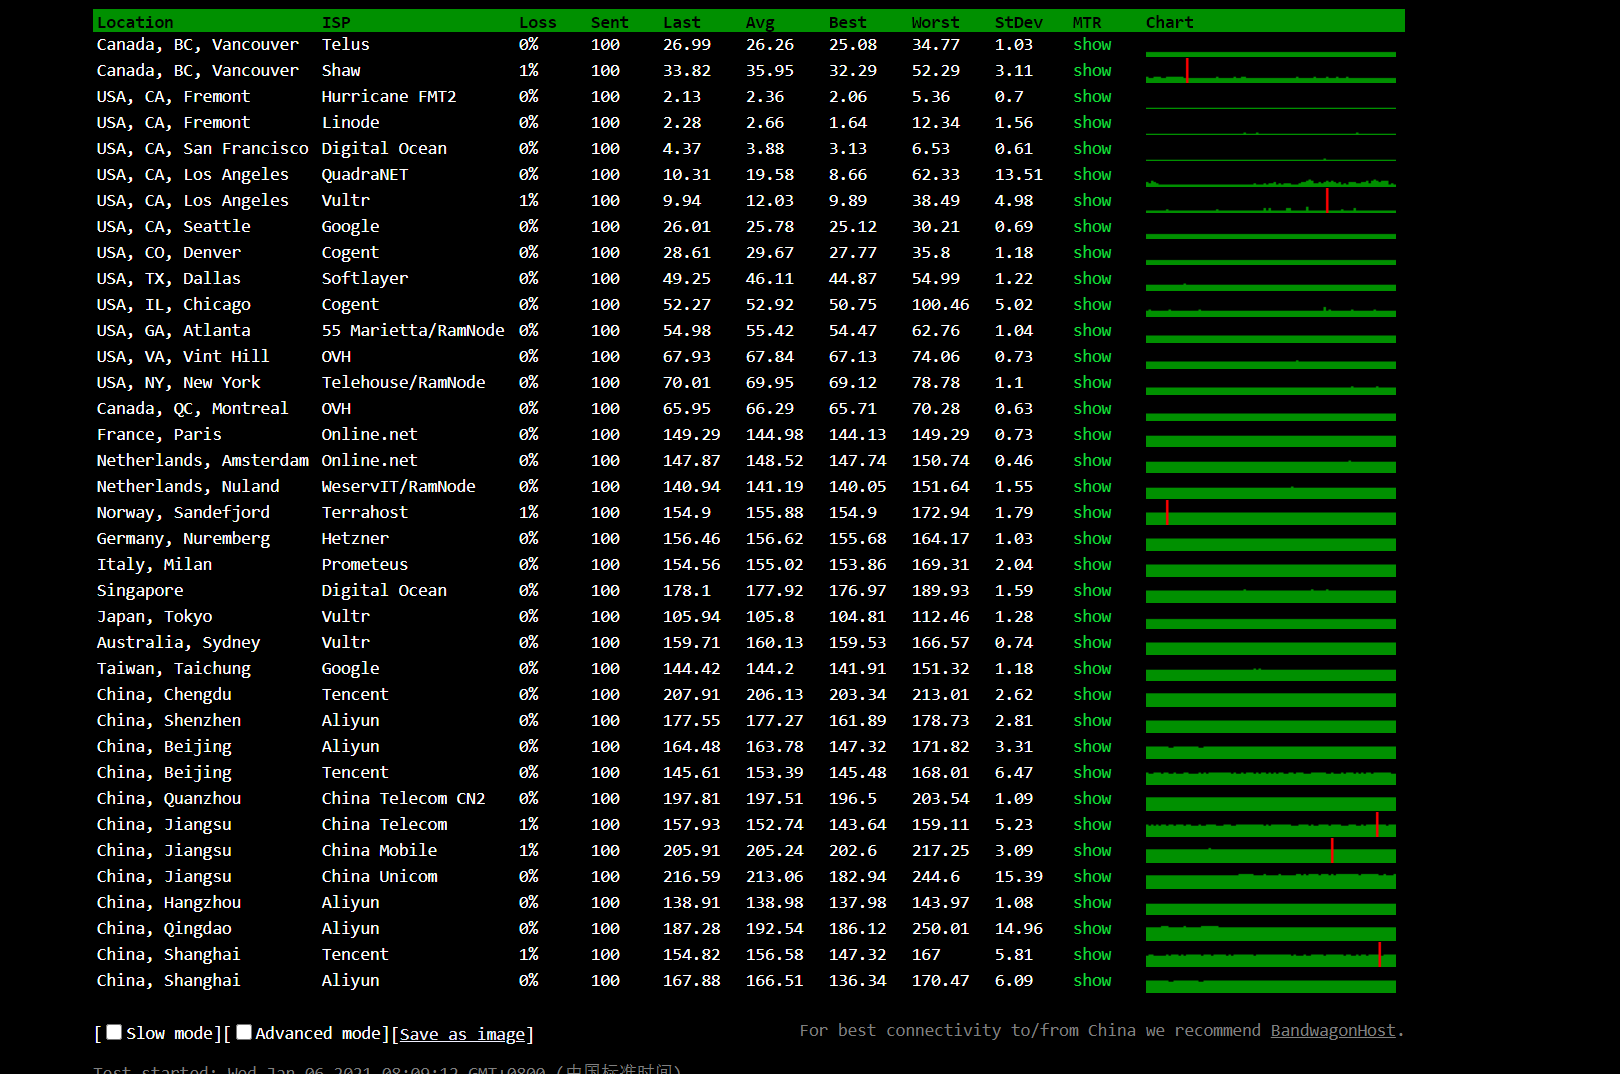 Location ISP Loss Sent Last Avg Best Worst StDev MTR Chart
Canada, BC, Vancouver Telus 0% 100 26.99 26.26 25.08 34.77 1.03 show
Canada, BC, Vancouver Shaw 1% 100 33.82 35.95 32.29 52.29 3.11 show
USA, CA, Fremont Hurricane FMT2 0% 100 2.13 2.36 2.06 5.36 0.7 show
USA, CA, Fremont Linode 0% 100 2.28 2.66 1.64 12.34 1.56 show
USA, CA, San Francisco Digital Ocean 0% 100 4.37 3.88 3.13 6.53 0.61 show
USA, CA, Los Angeles QuadraNET 0% 100 10.31 19.58 8.66 62.33 13.51 show
USA, CA, Los Angeles Vultr 1% 100 9.94 12.03 9.89 38.49 4.98 show
USA, CA, Seattle Google 0% 100 26.01 25.78 25.12 30.21 0.69 show
USA, CO, Denver Cogent 0% 100 28.61 29.67 27.77 35.8 1.18 show
USA, TX, Dallas Softlayer 0% 100 49.25 46.11 44.87 54.99 1.22 show
USA, IL, Chicago Cogent 0% 100 52.27 52.92 50.75 100.46 5.02 show
USA, GA, Atlanta 55 Marietta/RamNode 0% 100 54.98 55.42 54.47 62.76 1.04 show
USA, VA, Vint Hill OVH 0% 100 67.93 67.84 67.13 74.06 0.73 show
USA, NY, New York Telehouse/RamNode 0% 100 70.01 69.95 69.12 78.78 1.1 show
Canada, QC, Montreal OVH 0% 100 65.95 66.29 65.71 70.28 0.63 show
France, Paris Online.net 0% 100 149.29 144.98 144.13 149.29 0.73 show
Netherlands, Amsterdam Online.net 0% 100 147.87 148.52 147.74 150.74 0.46 show
Netherlands, Nuland WeservIT/RamNode 0% 100 140.94 141.19 140.05 151.64 1.55 show
Norway, Sandefjord Terrahost 1% 100 154.9 155.88 154.9 172.94 1.79 show
Germany, Nuremberg Hetzner 0% 100 156.46 156.62 155.68 164.17 1.03 show
Italy, Milan Prometeus 0% 100 154.56 155.02 153.86 169.31 2.04 show
Singapore Digital Ocean 0% 100 178.1 177.92 176.97 189.93 1.59 show
Japan, Tokyo Vultr 0% 100 105.94 105.8 104.81 112.46 1.28 show
Australia, Sydney Vultr 0% 100 159.71 160.13 159.53 166.57 0.74 show
Taiwan, Taichung Google 0% 100 144.42 144.2 141.91 151.32 1.18 show
China, Chengdu Tencent 0% 100 207.91 206.13 203.34 213.01 2.62 show
China, Shenzhen Aliyun 0% 100 177.55 177.27 161.89 178.73 2.81 show
China, Beijing Aliyun 0% 100 164.48 163.78 147.32 171.82 3.31 show
China, Beijing Tencent 0% 100 145.61 153.39 145.48 168.01 6.47 show
China, Quanzhou China Telecom CN2 0% 100 197.81 197.51 196.5 203.54 1.09 show
China, Jiangsu China Telecom 1% 100 157.93 152.74 143.64 159.11 5.23 show
China, Jiangsu China Mobile 1% 100 205.91 205.24 202.6 217.25 3.09 show
China, Jiangsu China Unicom 0% 100 216.59 213.06 182.94 244.6 15.39 show
China, Hangzhou Aliyun 0% 100 138.91 138.98 137.98 143.97 1.08 show
China, Qingdao Aliyun 0% 100 187.28 192.54 186.12 250.01 14.96 show
China, Shanghai Tencent 1% 100 154.82 156.58 147.32 167 5.81 show
China, Shanghai Aliyun 0% 100 167.88 166.51 136.34 170.47 6.09 show
[ Slow mode][ Advanced mode][Save as image] For best connectivity to/from China we recommend BandwagonHost.
Test started: Wed Jan 06 2021 08:09:12 GMT+0800 (中国标准时间)